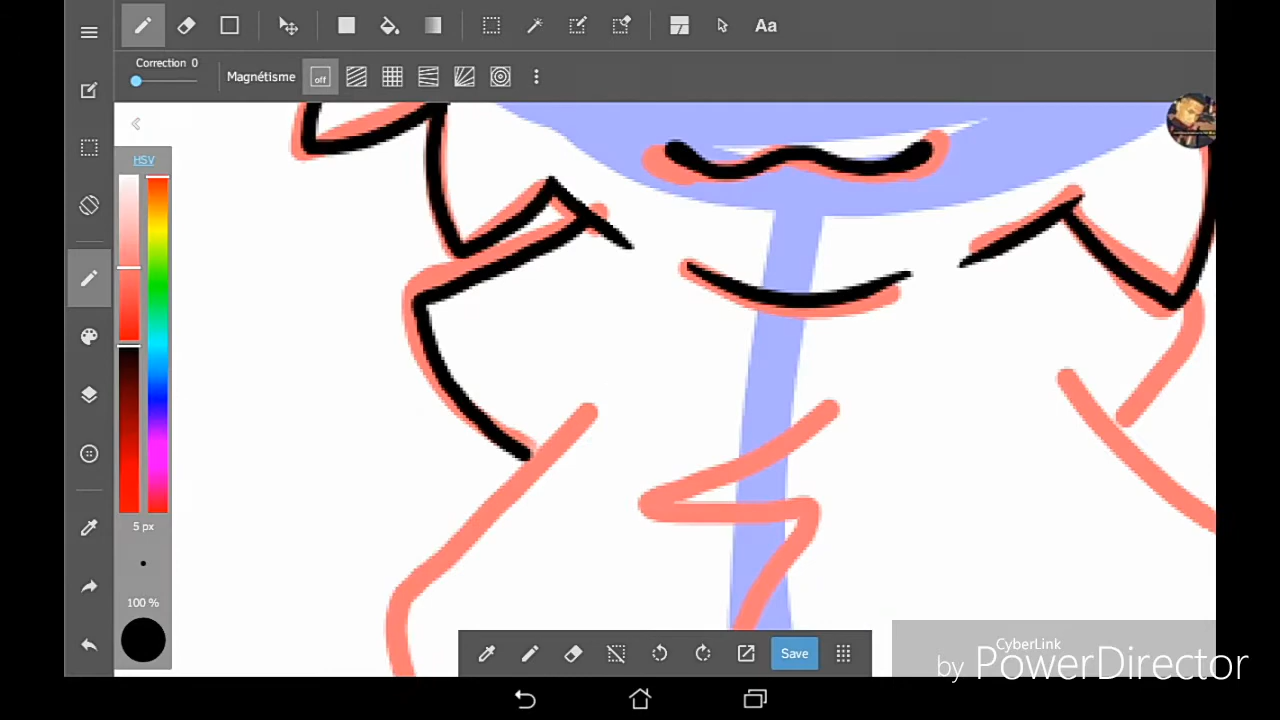 Aa
Correction 0
Magnétisme off
HSV
5 px
100 %
Save
CyberLink
by PowerDirector